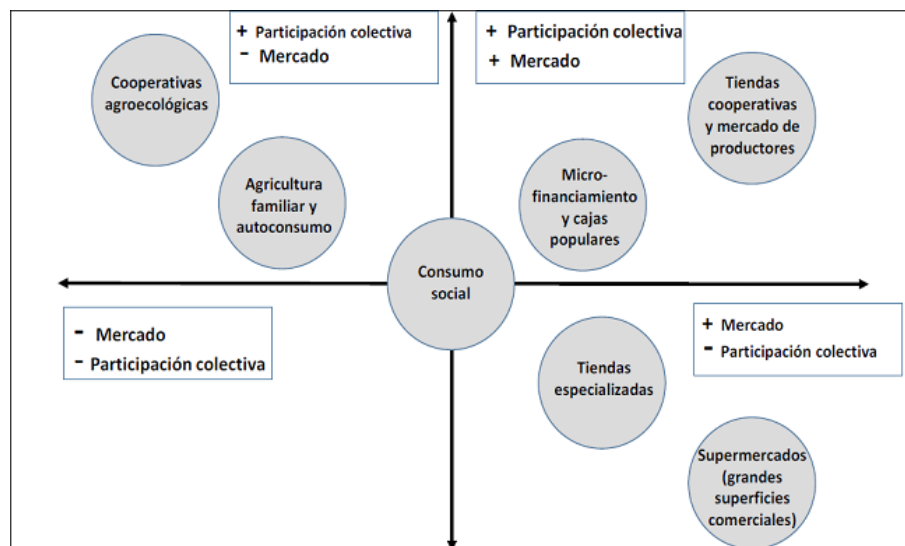 + Participación colectiva
− Mercado
+ Participación colectiva
+ Mercado
Cooperativas
agroecológicas
Tiendas
cooperativas
y mercado de
productores
Agricultura
familiar y
autoconsumo
Micro-
financiamiento
y cajas
populares
Consumo
social
− Mercado
− Participación colectiva
+ Mercado
− Participación colectiva
Tiendas
especializadas
Supermercados
(grandes
superficies
comerciales)